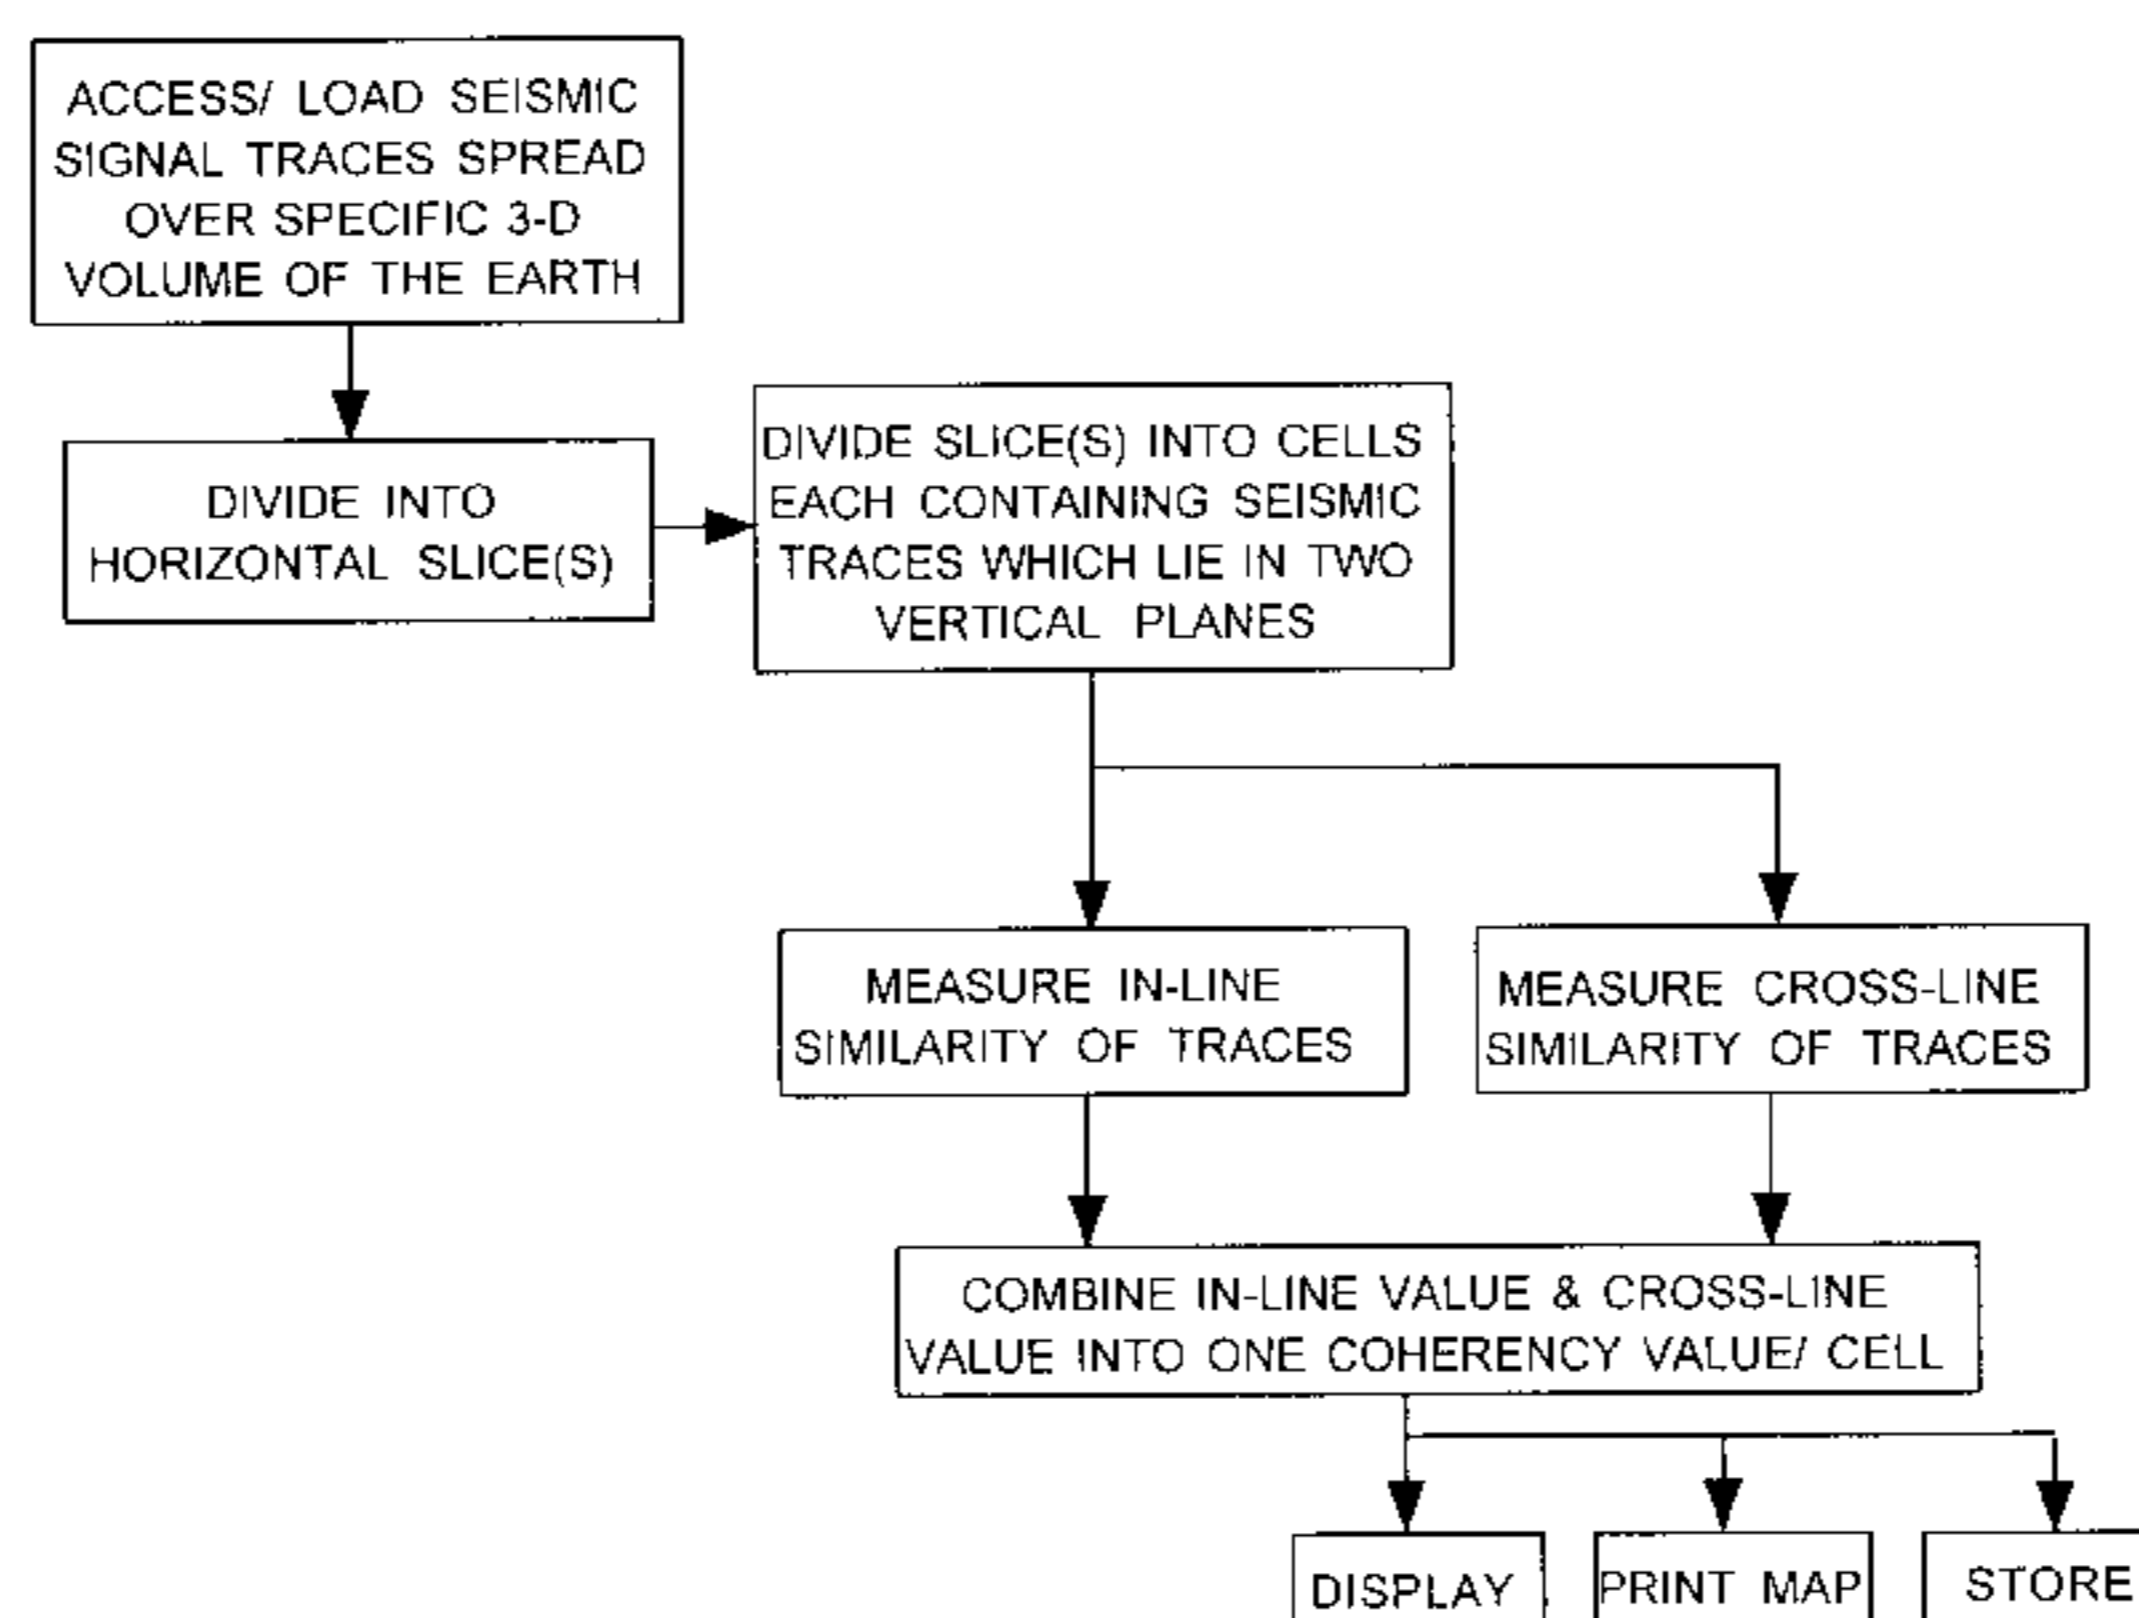 ACCESS/ LOAD SEISMIC
SIGNAL TRACES SPREAD
OVER SPECIFIC 3-D
VOLUME OF THE EARTH
DIVIDE INTO
HORIZONTAL SLICE(S)
DIVIDE SLICE(S) INTO CELLS
EACH CONTAINING SEISMIC
TRACES WHICH LIE IN TWO
VERTICAL PLANES
MEASURE IN-LINE
SIMILARITY OF TRACES
MEASURE CROSS-LINE
SIMILARITY OF TRACES
COMBINE IN-LINE VALUE & CROSS-LINE
VALUE INTO ONE COHERENCY VALUE/ CELL
DISPLAY
PRINT MAP
STORE